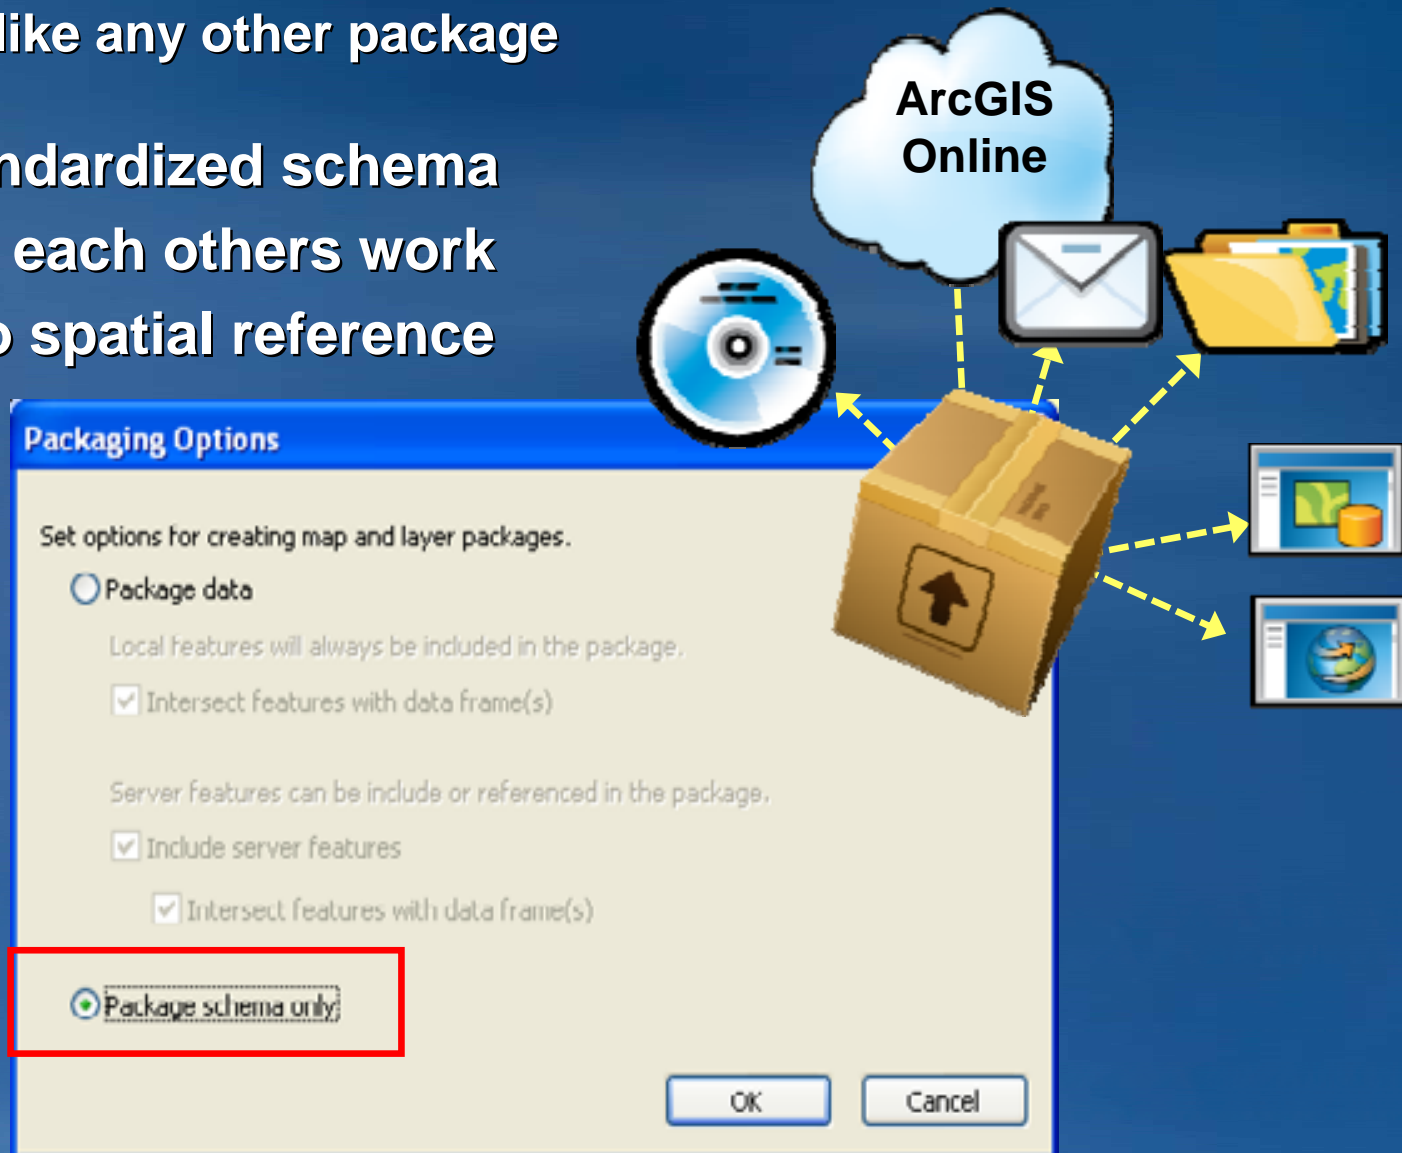 like any other package
ndardized schema
each others work
o spatial reference
ArcGIS
Online
Packaging Options
Set options for creating map and layer packages.
Package data
Local features will always be included in the package.
Intersect features with data frame(s)
Server features can be include or referenced in the package.
Include server features
Intersect features with data frame(s)
Package schema only
OK
Cancel